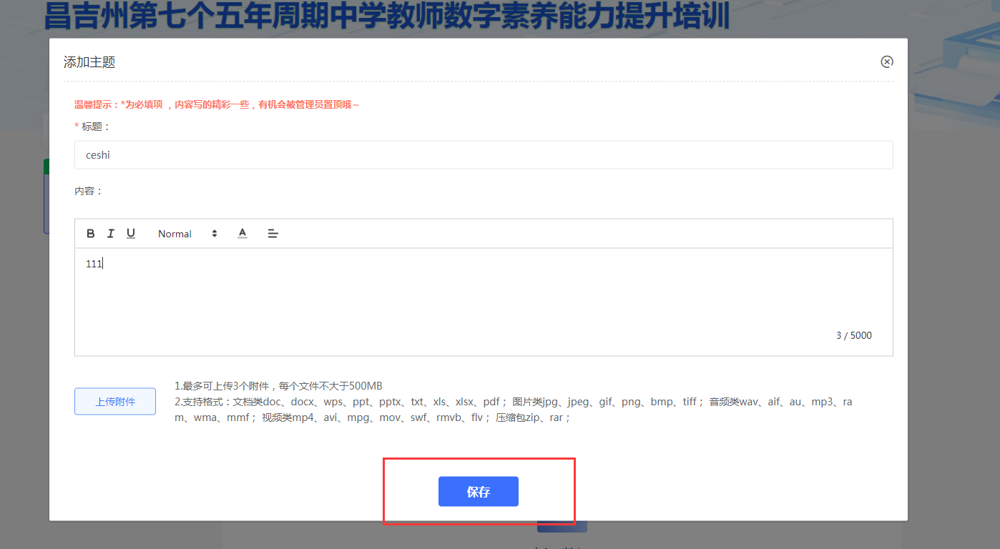 昌吉州第七个五年周期中学教师数字素养能力提升培训
添加主题
温馨提示：*为必填项 ，内容写的精彩一些，有机会被管理员置顶哦~
* 标题：
ceshi
内容：
B I U Normal A
111
3 / 5000
上传附件
1.最多可上传3个附件，每个文件不大于500MB
2.支持格式：文档类doc、docx、wps、ppt、pptx、txt、xls、xlsx、pdf； 图片类jpg、jpeg、gif、png、bmp、tiff； 音频类wav、aif、au、mp3、ra
m、wma、mmf； 视频类mp4、avi、mpg、mov、swf、rmvb、flv； 压缩包zip、rar；
保存